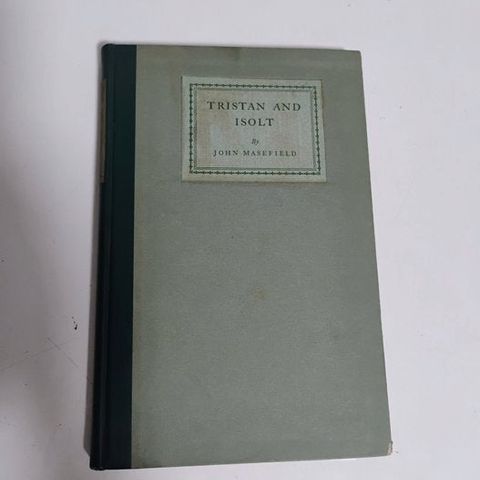 TRISTAN AND
ISOLT
By
JOHN MASEFIELD